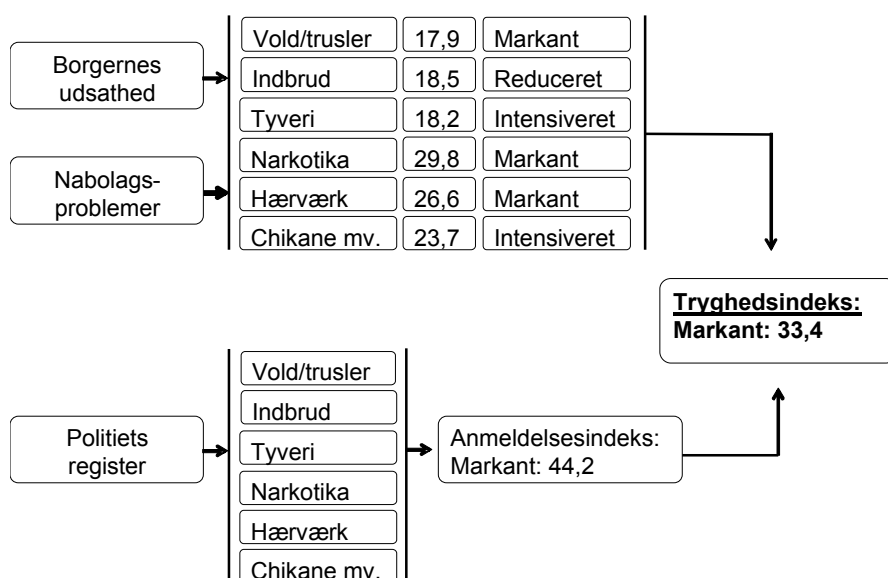 Borgernes
udsathed
Nabolags-
problemer
Vold/trusler 17,9 Markant
Indbrud 18,5 Reduceret
Tyveri 18,2 Intensiveret
Narkotika 29,8 Markant
Hærværk 26,6 Markant
Chikane mv. 23,7 Intensiveret
Tryghedsindeks:
Markant: 33,4
Politiets
register
Vold/trusler
Indbrud
Tyveri
Narkotika
Hærværk
Chikane mv.
Anmeldelsesindeks:
Markant: 44,2